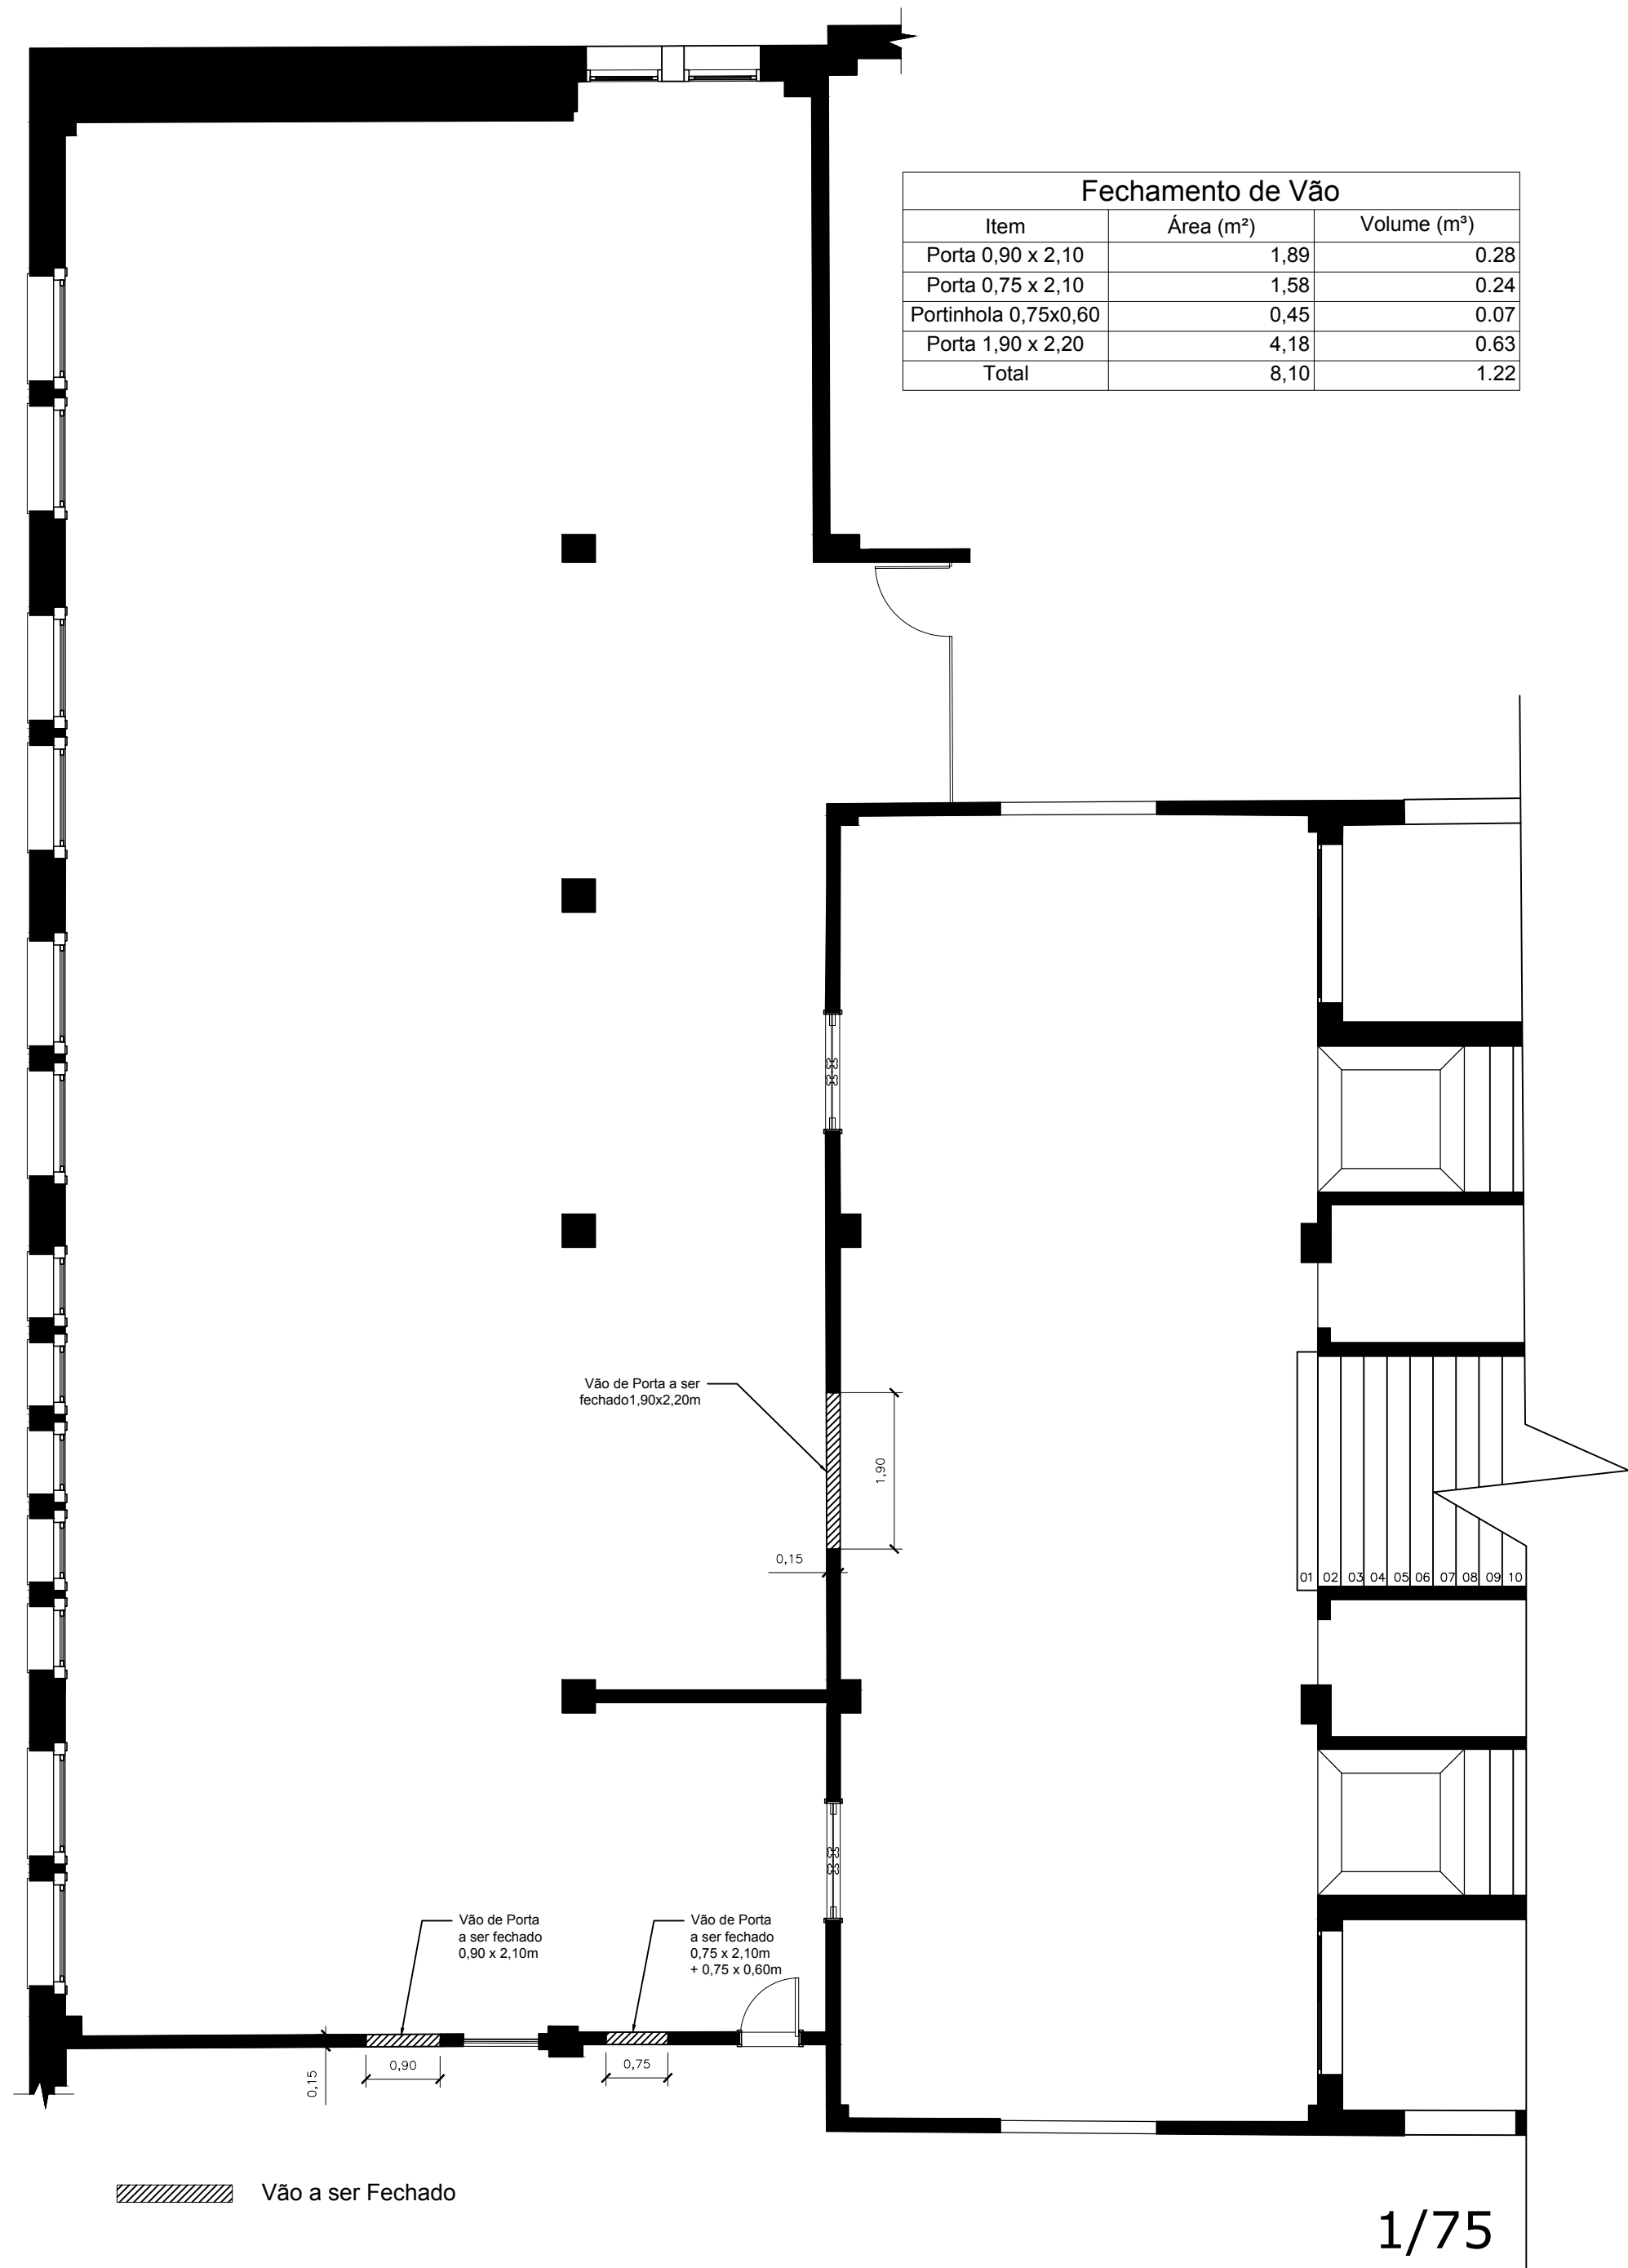 Fechamento de Vão
Item Área (m²) Volume (m³)
Porta 0,90 x 2,10 1,89 0.28
Porta 0,75 x 2,10 1,58 0.24
Portinhola 0,75x0,60 0,45 0.07
Porta 1,90 x 2,20 4,18 0.63
Total 8,10 1.22
Vão de Porta a ser
fechado1,90x2,20m
1,90
0,15
01 02 03 04 05 06 07 08 09 10
Vão de Porta
a ser fechado
0,90 x 2,10m
Vão de Porta
a ser fechado
0,75 x 2,10m
+ 0,75 x 0,60m
0,15
0,90
0,75
Vão a ser Fechado
1/75